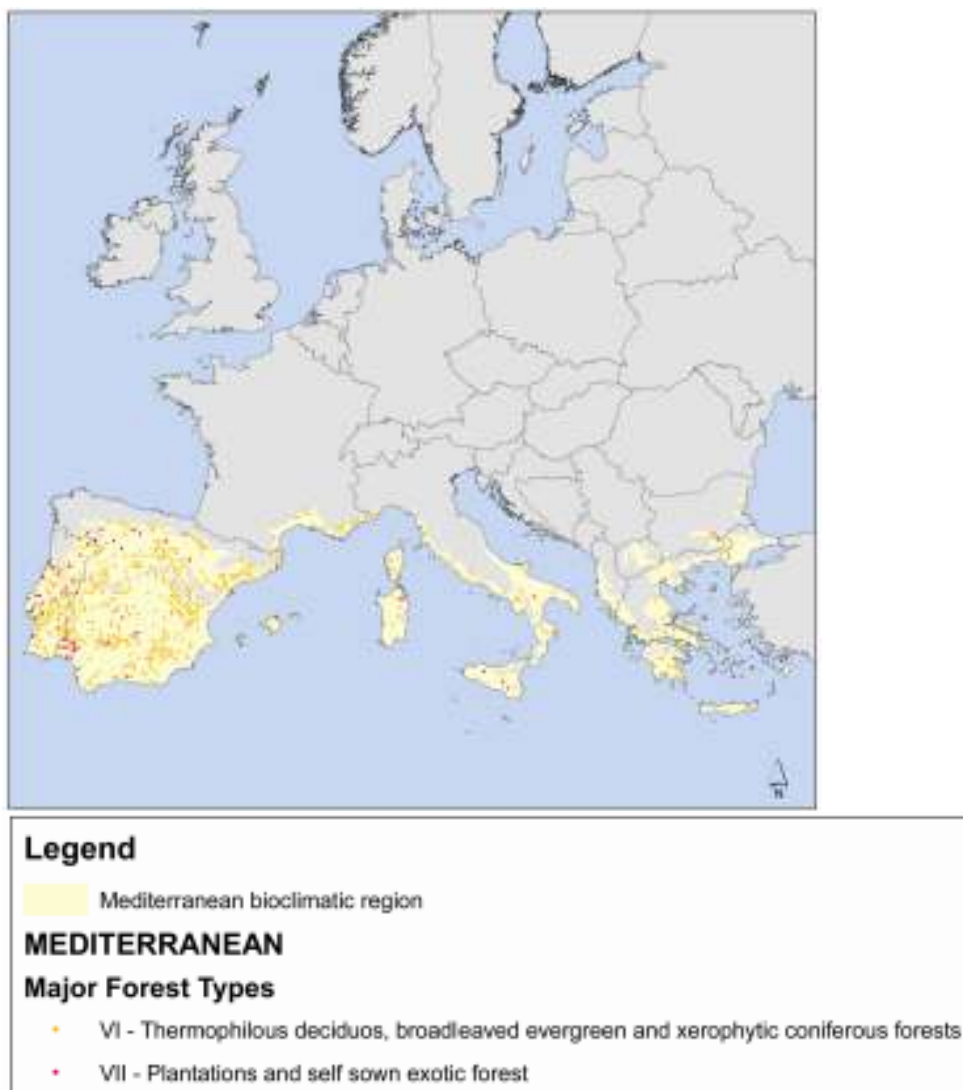 N
Legend
Mediterranean bioclimatic region
MEDITERRANEAN
Major Forest Types
VI - Thermophilous deciduos, broadleaved evergreen and xerophytic coniferous forests
VII - Plantations and self sown exotic forest